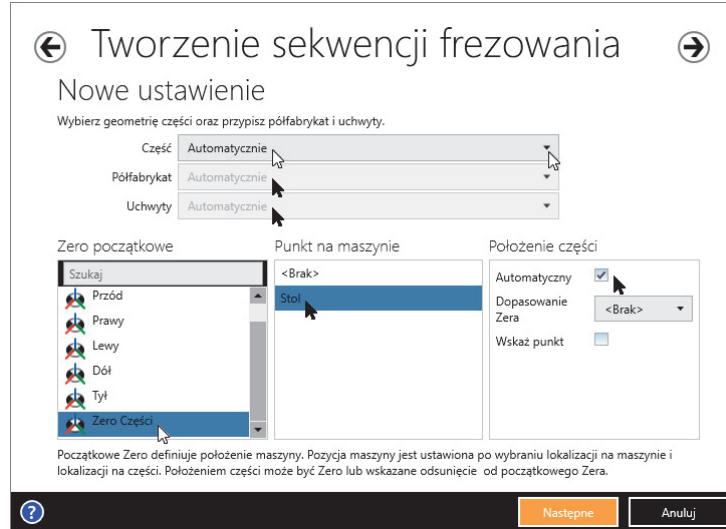 Tworzenie sekwencji frezowania
Nowe ustawienie
Wybierz geometrię części oraz przypisz półfabrykat i uchwyty.
Część Automatycznie
Półfabrykat Automatycznie
Uchwyty Automatycznie
Zero początkowe
Szukaj
Przód
Prawy
Lewy
Dół
Tył
Zero Części
Punkt na maszynie
<Brak>
Stol
Położenie części
Automatyczny
Dopasowanie
Zera
<Brak>
Wskaż punkt
Początkowe Zero definiuje położenie maszyny. Pozycja maszyny jest ustawiona po wybraniu lokalizacji na maszynie i
lokalizacji na części. Położeniem części może być Zero lub wskazane odsunięcie od początkowego Zera.
?
Następne
Anuluj